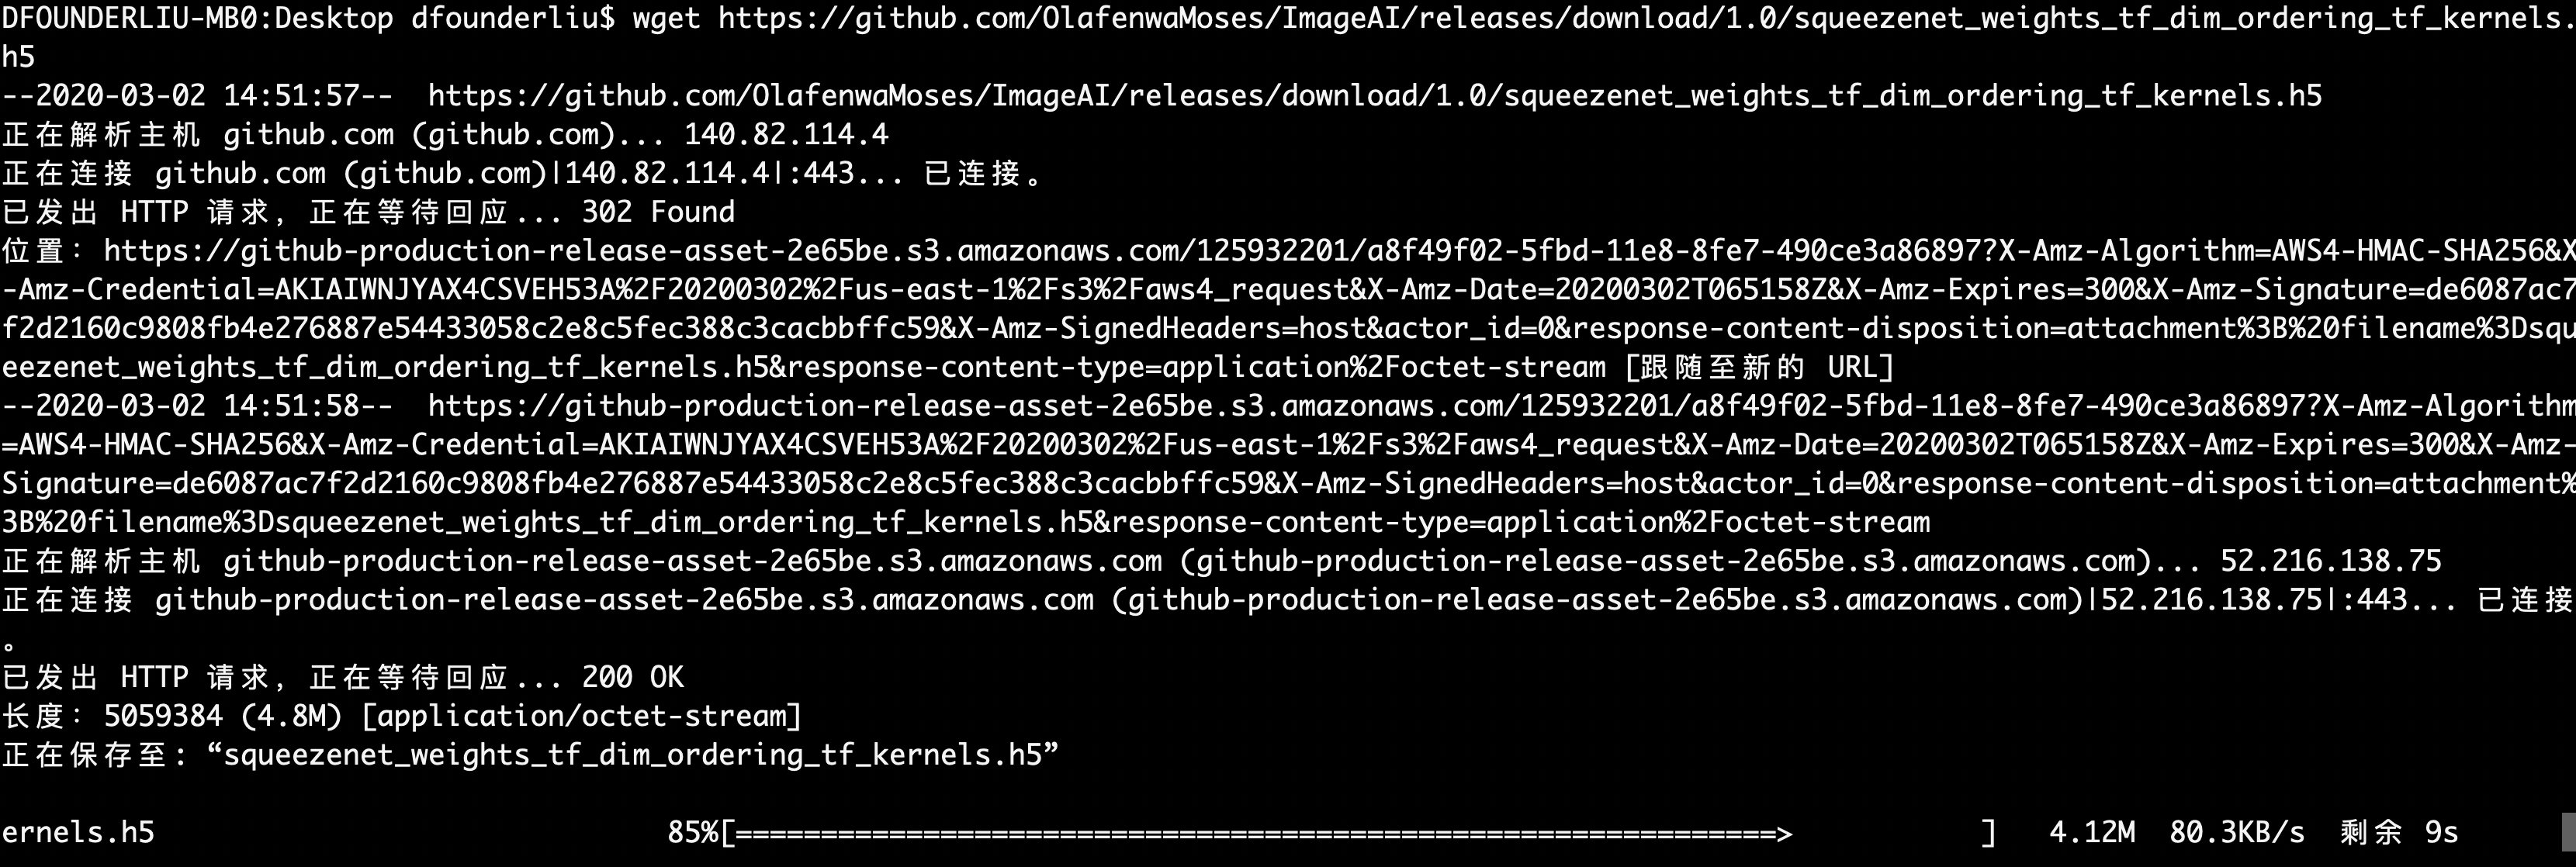 DFOUNDERLIU-MB0:Desktop dfounderliu$ wget https://github.com/OlafenwaMoses/ImageAI/releases/download/1.0/squeezenet_weights_tf_dim_ordering_tf_kernels.
h5
--2020-03-02 14:51:57--  https://github.com/OlafenwaMoses/ImageAI/releases/download/1.0/squeezenet_weights_tf_dim_ordering_tf_kernels.h5
正在解析主机 github.com (github.com)... 140.82.114.4
正在连接 github.com (github.com)|140.82.114.4|:443... 已连接。
已发出 HTTP 请求，正在等待回应... 302 Found
位置：https://github-production-release-asset-2e65be.s3.amazonaws.com/125932201/a8f49f02-5fbd-11e8-8fe7-490ce3a86897?X-Amz-Algorithm=AWS4-HMAC-SHA256&X
-Amz-Credential=AKIAIWNJYAX4CSVEH53A%2F20200302%2Fus-east-1%2Fs3%2Faws4_request&X-Amz-Date=20200302T065158Z&X-Amz-Expires=300&X-Amz-Signature=de6087ac7
f2d2160c9808fb4e276887e54433058c2e8c5fec388c3cacbbffc59&X-Amz-SignedHeaders=host&actor_id=0&response-content-disposition=attachment%3B%20filename%3Dsqu
eezenet_weights_tf_dim_ordering_tf_kernels.h5&response-content-type=application%2Foctet-stream [跟随至新的 URL]
--2020-03-02 14:51:58--  https://github-production-release-asset-2e65be.s3.amazonaws.com/125932201/a8f49f02-5fbd-11e8-8fe7-490ce3a86897?X-Amz-Algorithm
=AWS4-HMAC-SHA256&X-Amz-Credential=AKIAIWNJYAX4CSVEH53A%2F20200302%2Fus-east-1%2Fs3%2Faws4_request&X-Amz-Date=20200302T065158Z&X-Amz-Expires=300&X-Amz-
Signature=de6087ac7f2d2160c9808fb4e276887e54433058c2e8c5fec388c3cacbbffc59&X-Amz-SignedHeaders=host&actor_id=0&response-content-disposition=attachment%
3B%20filename%3Dsqueezenet_weights_tf_dim_ordering_tf_kernels.h5&response-content-type=application%2Foctet-stream
正在解析主机 github-production-release-asset-2e65be.s3.amazonaws.com (github-production-release-asset-2e65be.s3.amazonaws.com)... 52.216.138.75
正在连接 github-production-release-asset-2e65be.s3.amazonaws.com (github-production-release-asset-2e65be.s3.amazonaws.com)|52.216.138.75|:443... 已连接
。
已发出 HTTP 请求，正在等待回应... 200 OK
长度：5059384 (4.8M) [application/octet-stream]
正在保存至: “squeezenet_weights_tf_dim_ordering_tf_kernels.h5”
ernels.h5 85%[=============================================================> ] 4.12M 80.3KB/s 剩余 9s